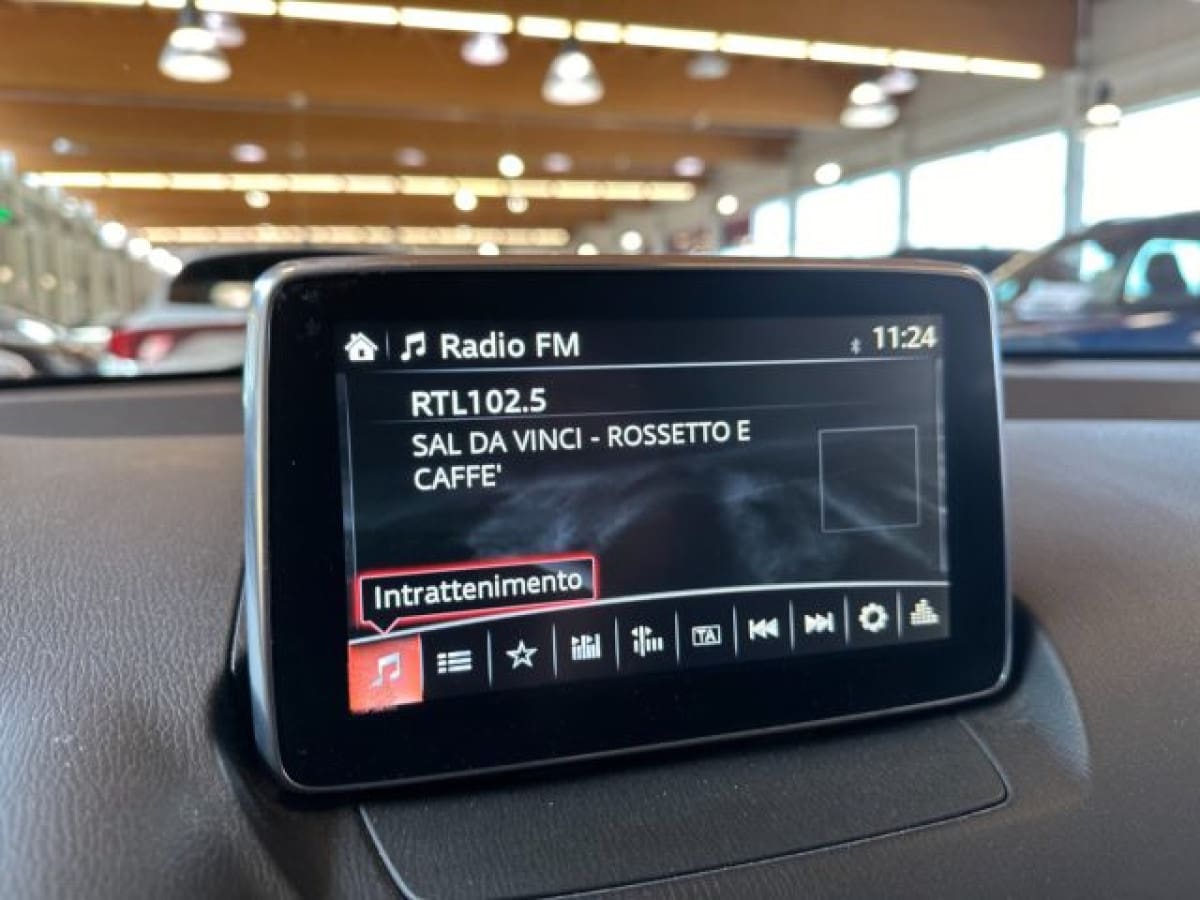 Radio FM 11:24
RTL102.5
SAL DA VINCI - ROSSETTO E
CAFFE'
Intrattenimento
TA